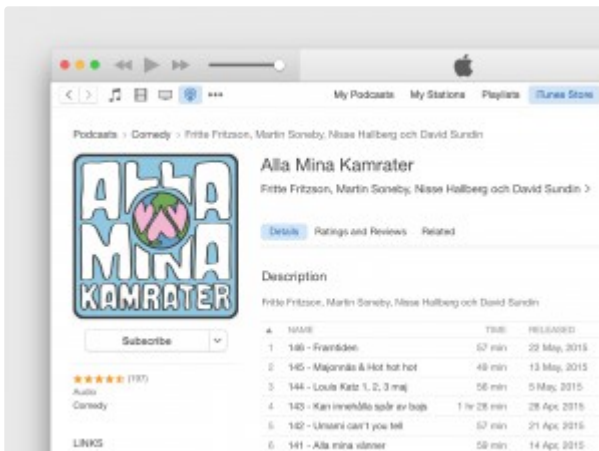 My Podcasts My Stations Playlists iTunes Store
Podcasts > Comedy > Fritte Fritzson, Martin Soneby, Nisse Hallberg och David Sundin
ALLA
MINA
KAMRATER
Alla Mina Kamrater
Fritte Fritzson, Martin Soneby, Nisse Hallberg och David Sundin >
Details Ratings and Reviews Related
Description
Fritte Fritzson, Martin Soneby, Nisse Hallberg och David Sundin
Subscribe
(197)
Audio
Comedy
LINKS
NAME TIME RELEASED
1 146 - Framtiden 57 min 22 May, 2015
2 145 - Majonnäs & Hot hot hot 49 min 13 May, 2015
3 144 - Louis Katz 1, 2, 3 maj 56 min 5 May, 2015
4 143 - Kan innehålla spår av bajs 1 hr 28 min 28 Apr, 2015
5 142 - Umami can't you tell 57 min 21 Apr, 2015
6 141 - Alla mina vänner 59 min 14 Apr, 2015